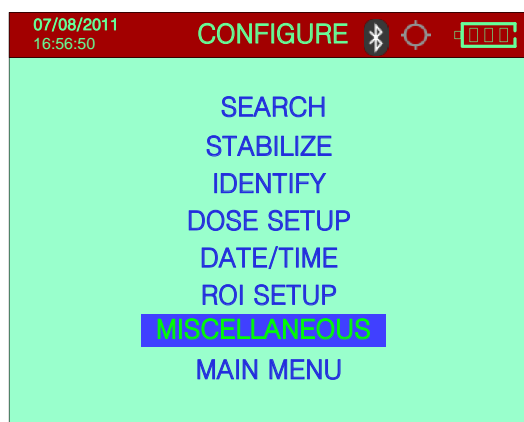 07/08/2011
16:56:50
CONFIGURE
SEARCH
STABILIZE
IDENTIFY
DOSE SETUP
DATE/TIME
ROI SETUP
MISCELLANEOUS
MAIN MENU